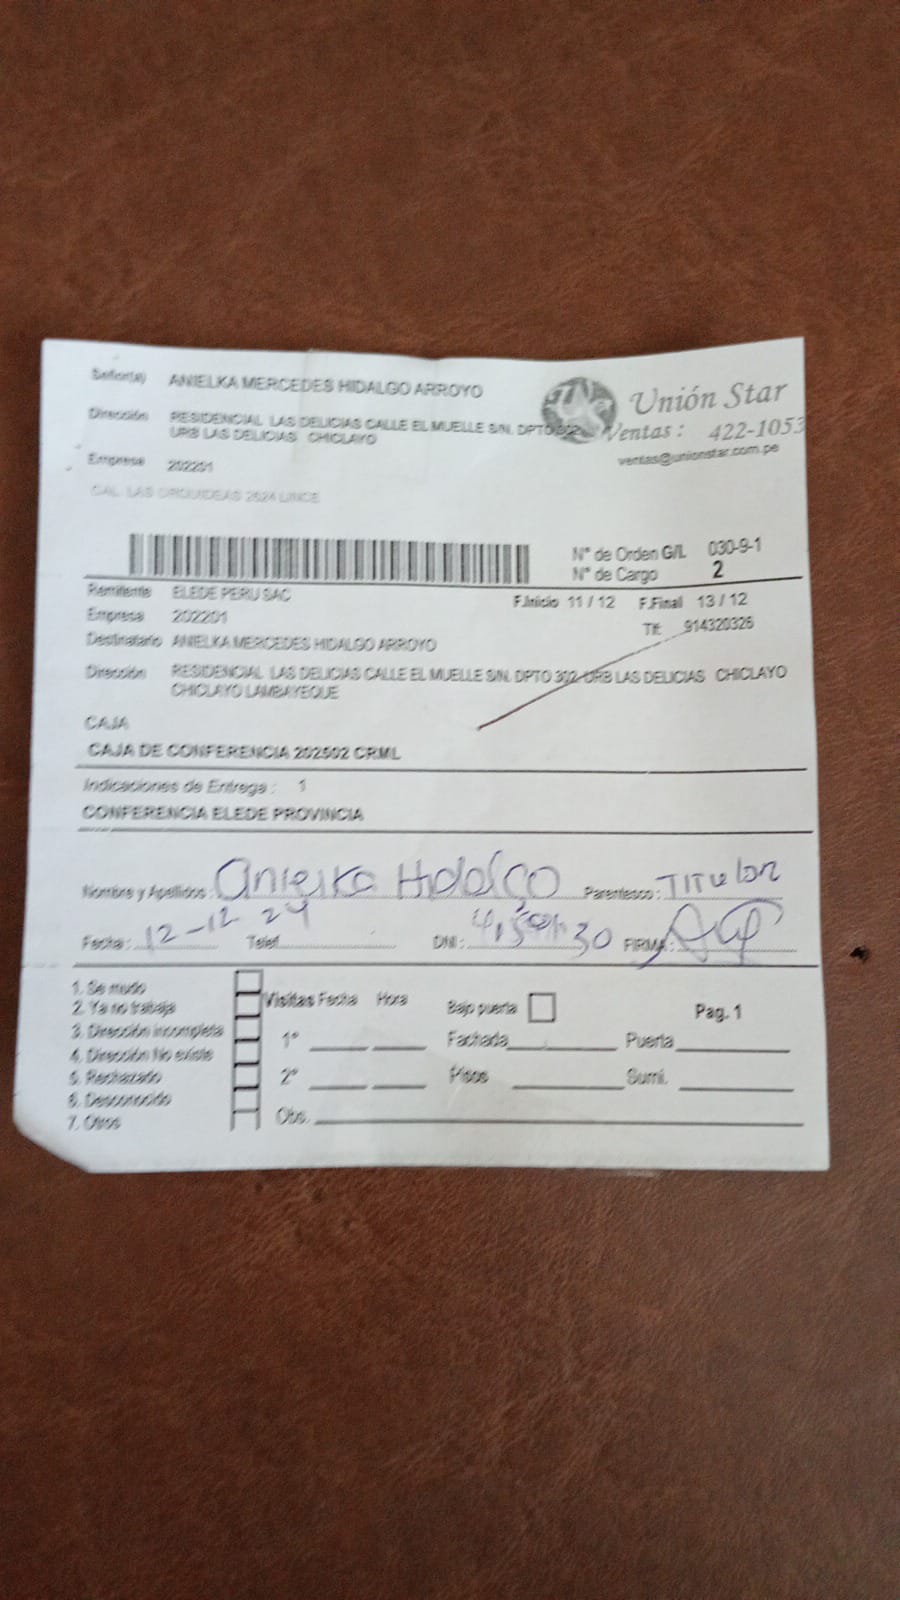 Señor(a) ANIELKA MERCEDES HIDALGO ARROYO
Unión Star
Dirección RESIDENCIAL LAS DELICIAS CALLE EL MUELLE S/N. DPTO 302
URB LAS DELICIAS CHICLAYO
Ventas : 422-1053
ventas@unionstar.com.pe
Empresa 202201
CAL. LAS ORQUIDEAS 2624 LINCE
N° de Orden G/L 030-9-1
N° de Cargo 2
Remitente ELEDE PERU SAC
F.Inicio 11 / 12 F.Final 13 / 12
Empresa 202201
Tlf: 914320326
Destinatario ANIELKA MERCEDES HIDALGO ARROYO
Dirección RESIDENCIAL LAS DELICIAS CALLE EL MUELLE S/N. DPTO 302 URB LAS DELICIAS CHICLAYO
CHICLAYO LAMBAYEQUE
CAJA
CAJA DE CONFERENCIA 202502 CRML
Indicaciones de Entrega : 1
CONFERENCIA ELEDE PROVINCIA
Nombre y Apellidos : Anielka Hidalgo Parentesco : Titular
Fecha : 12-12 24 Telef. DNI : FIRMA :
1. Se mudo
2. Ya no trabaja
3. Dirección incompleta
4. Dirección No existe
5. Rechazado
6. Desconocido
7. Otros
Visitas Fecha Hora Bajo puerta Pag. 1
1° Fachada Puerta
2° Pisos Sumi.
Obs.